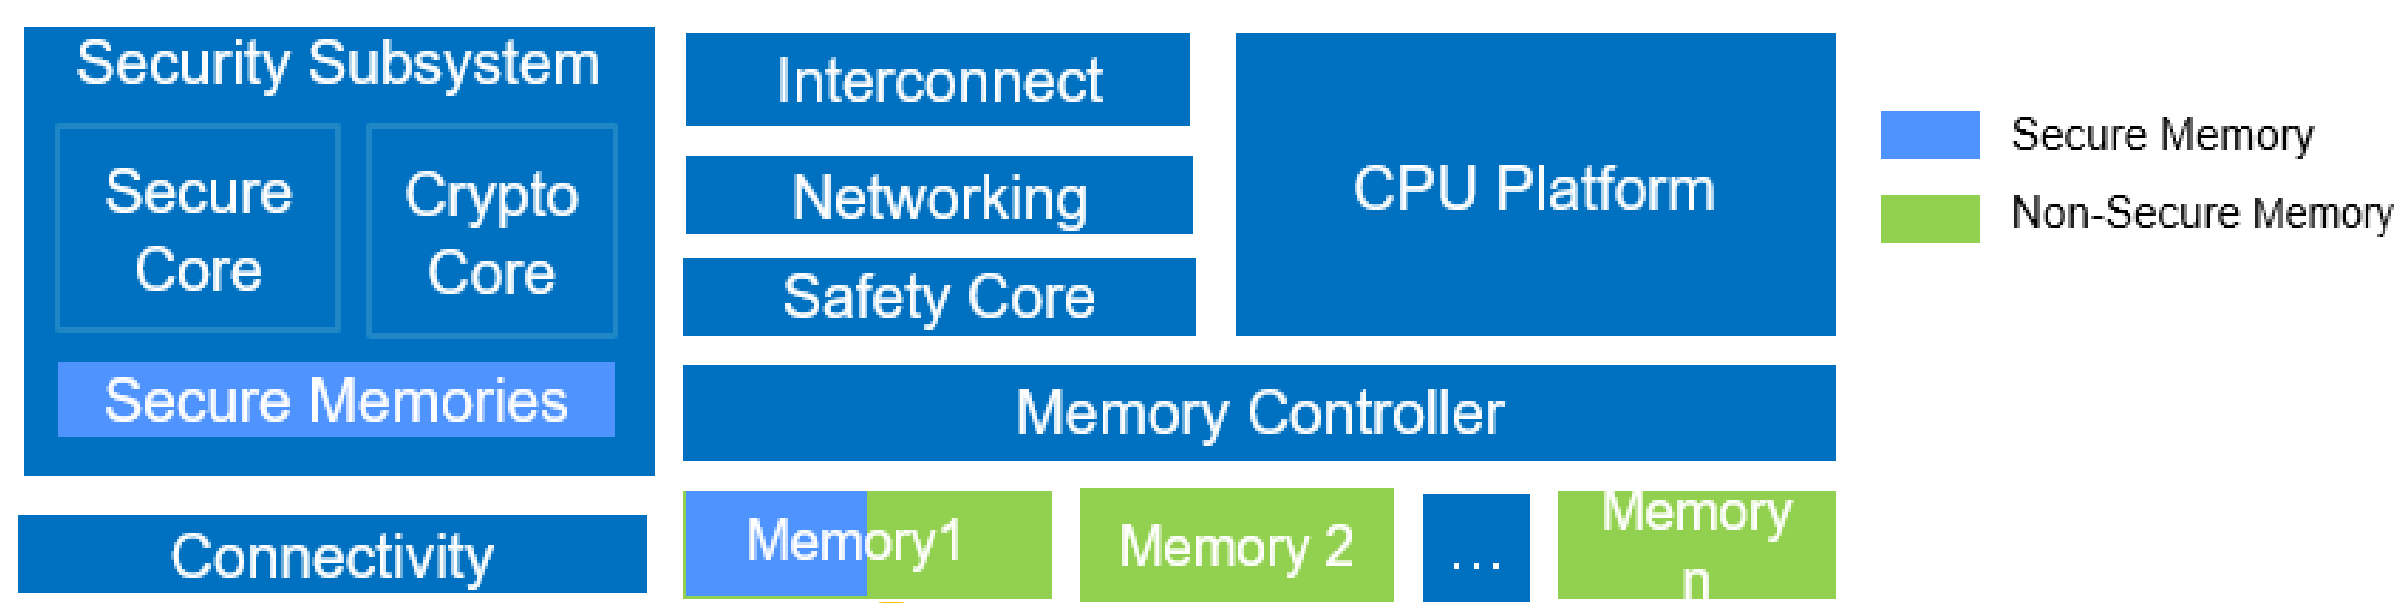 Security Subsystem
Secure
Core
Crypto
Core
Secure Memories
Connectivity
Interconnect
Networking
Safety Core
CPU Platform
Memory Controller
Memory1
Memory 2
...
Memory
n
Secure Memory
Non-Secure Memory